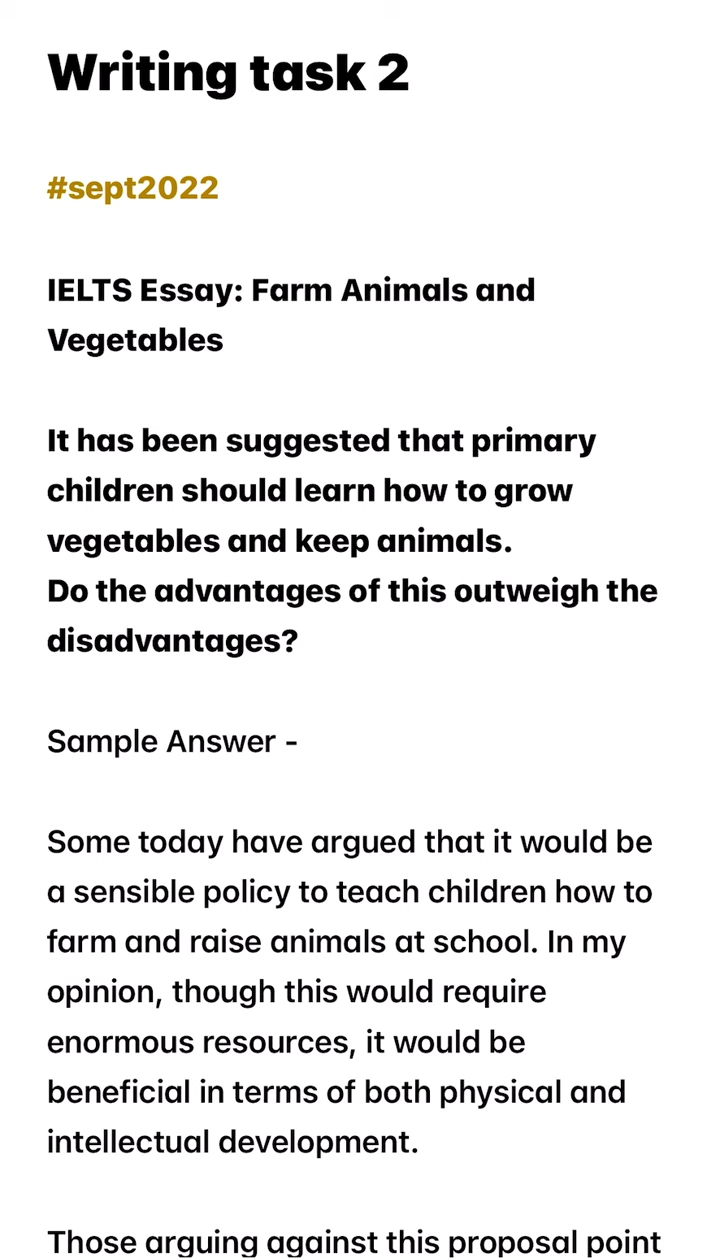 Writing task 2
#sept2022
IELTS Essay: Farm Animals and
Vegetables
It has been suggested that primary
children should learn how to grow
vegetables and keep animals.
Do the advantages of this outweigh the
disadvantages?
Sample Answer -
Some today have argued that it would be
a sensible policy to teach children how to
farm and raise animals at school. In my
opinion, though this would require
enormous resources, it would be
beneficial in terms of both physical and
intellectual development.
Those arguing against this proposal point